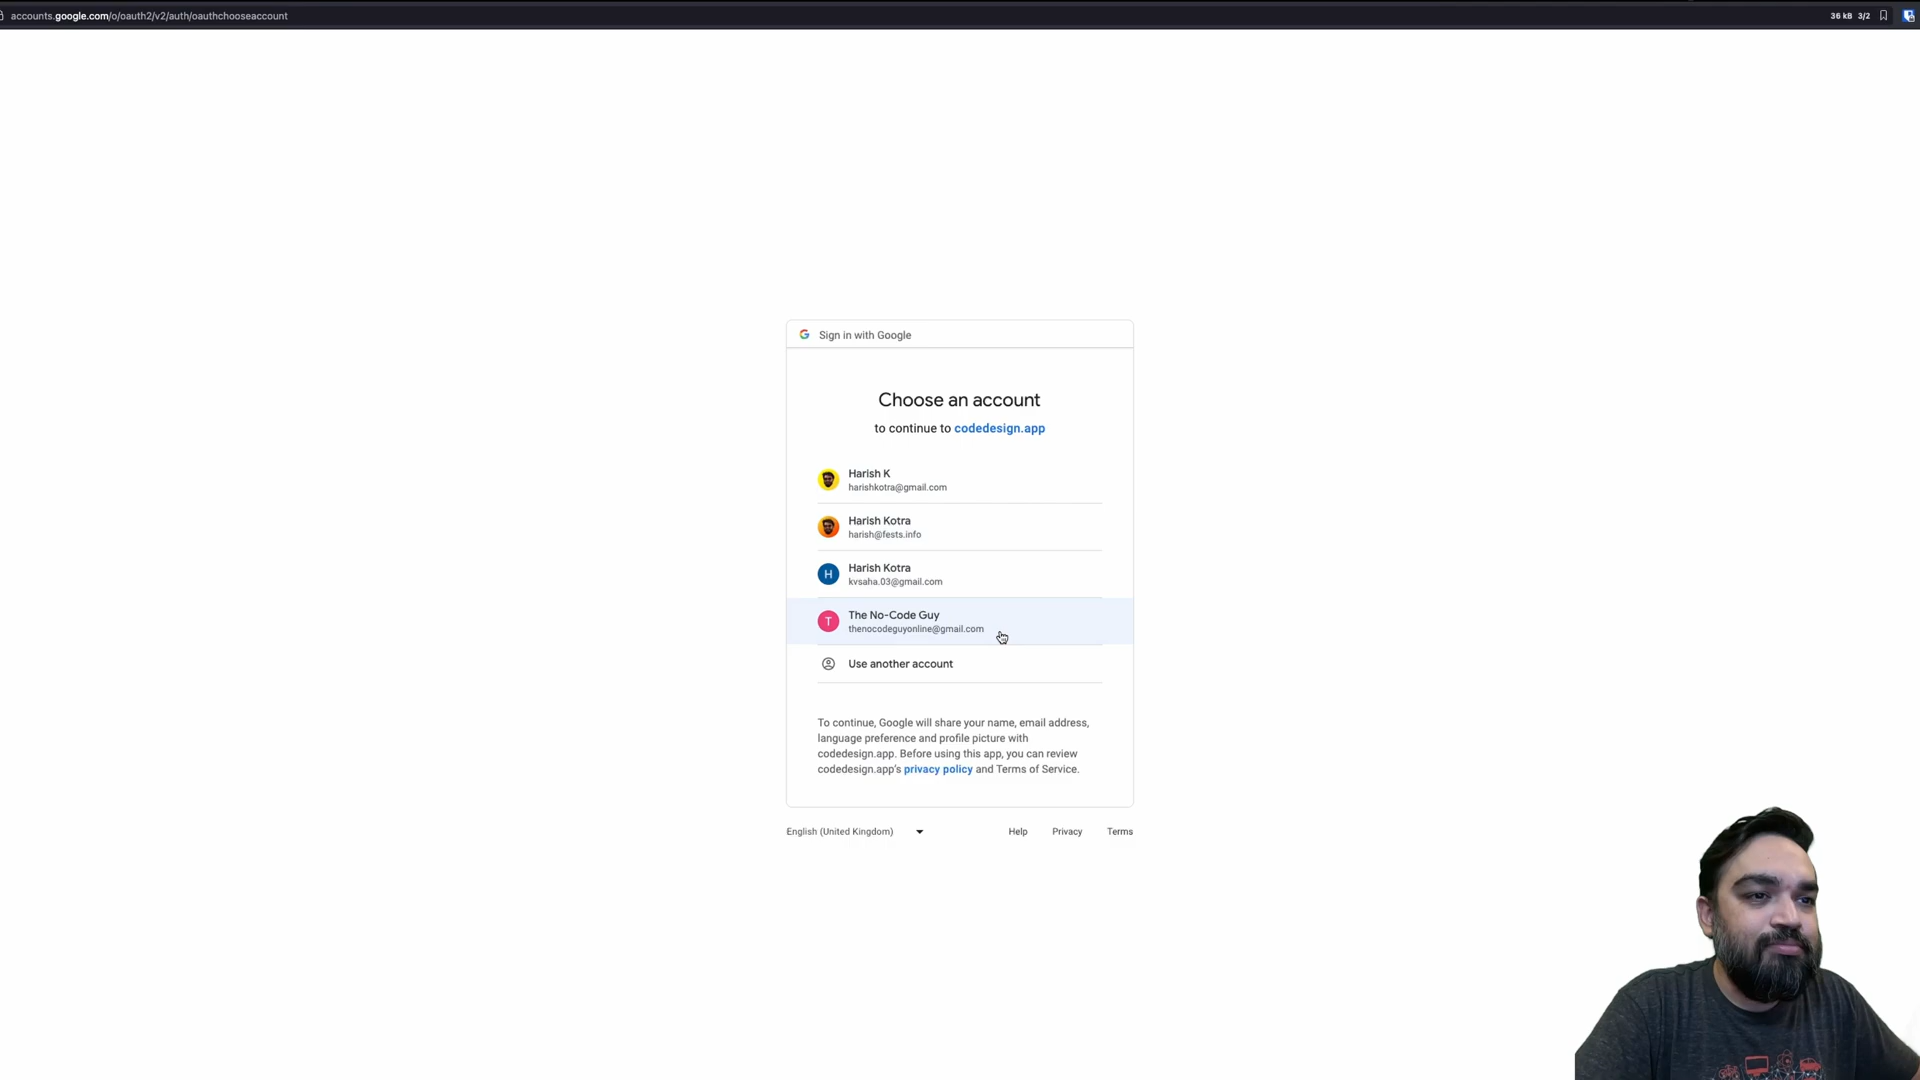 accounts.google.com/o/oauth2/v2/auth/oauthchooseaccount
36 kB 3/2
Sign in with Google
Choose an account
to continue to codedesign.app
Harish K
harishkotra@gmail.com
Harish Kotra
harish@fests.info
H
Harish Kotra
kvsaha.03@gmail.com
T
The No-Code Guy
thenocodeguyonline@gmail.com
Use another account
To continue, Google will share your name, email address,
language preference and profile picture with
codedesign.app. Before using this app, you can review
codedesign.app's privacy policy and Terms of Service.
English (United Kingdom)
Help
Privacy
Terms